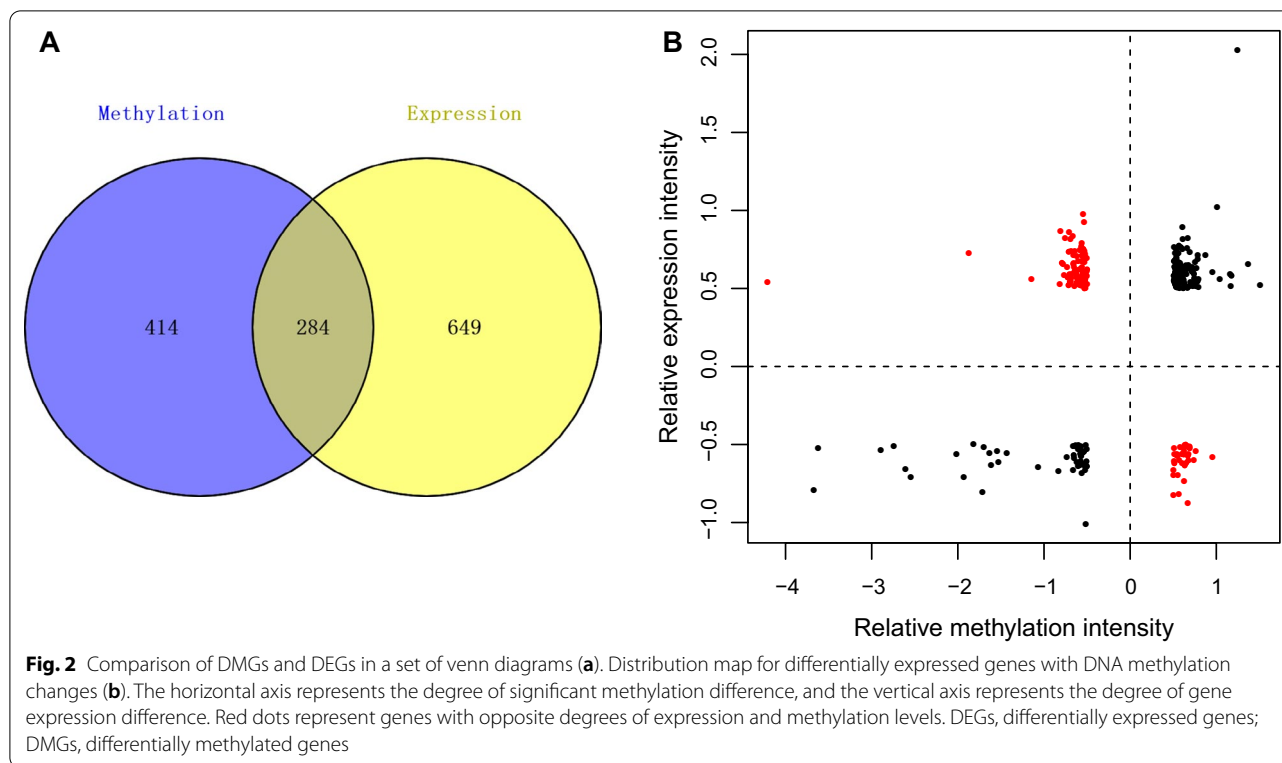 A
Methylation
Expression
414
284
649
B
Relative expression intensity
2.0
1.5
1.0
0.5
0.0
−0.5
−1.0
−4
−3
−2
−1
0
1
Relative methylation intensity
Fig. 2 Comparison of DMGs and DEGs in a set of venn diagrams (a). Distribution map for differentially expressed genes with DNA methylation
changes (b). The horizontal axis represents the degree of significant methylation difference, and the vertical axis represents the degree of gene
expression difference. Red dots represent genes with opposite degrees of expression and methylation levels. DEGs, differentially expressed genes;
DMGs, differentially methylated genes